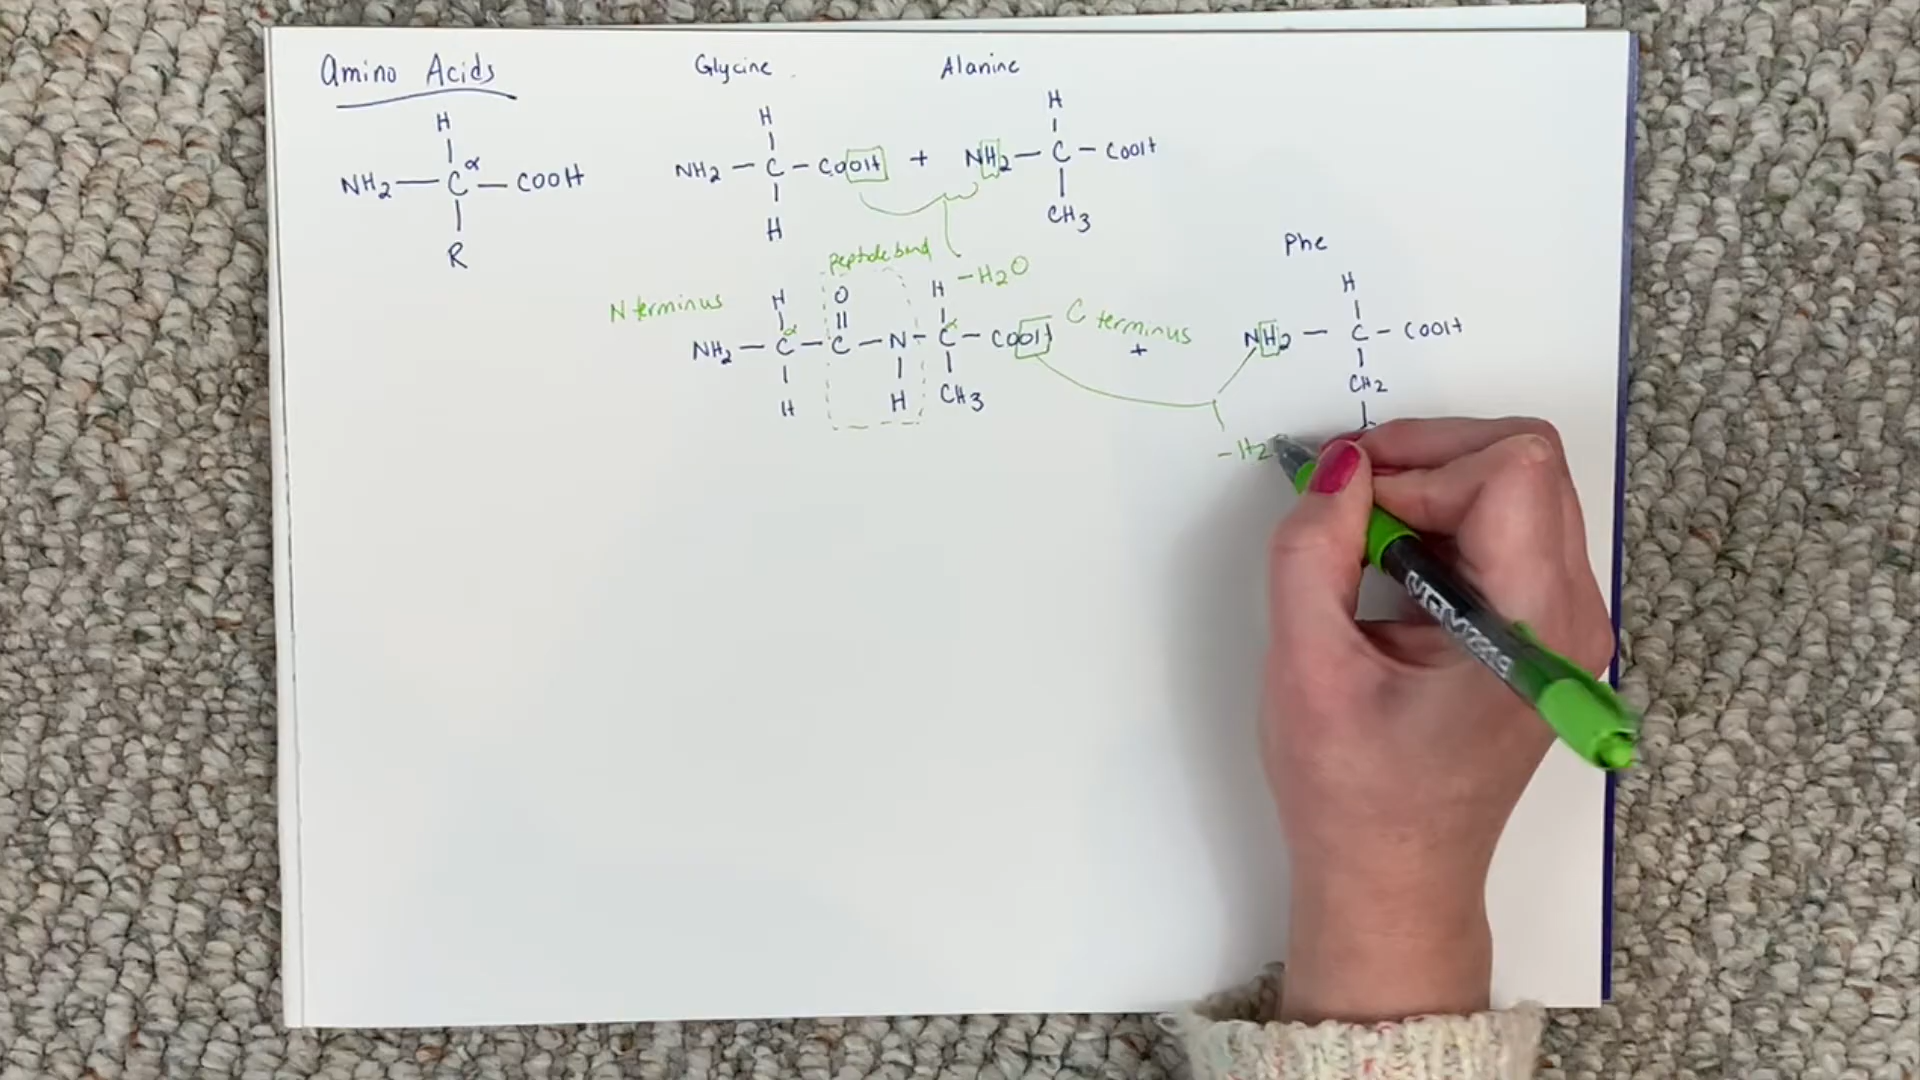 Amino Acids
Glycine
Alanine
H
H
H
α
NH2 — C — COOH
NH2 — C — COOH + NH2 — C — COOH
R
H
CH3
peptide bond
Phe
-H2O
N terminus
H
O
H
H
C terminus
α
NH2 — C — C — N — C — COOH
+
NH2 — C — COOH
H
H
CH3
CH2
-H2